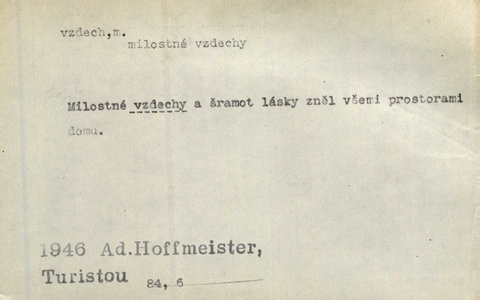 vzdech,m.
milostné vzdechy
Milostné vzdechy a šramot lásky zněl všemi prostorami
domu.
1946 Ad.Hoffmeister,
Turistou 84, 6